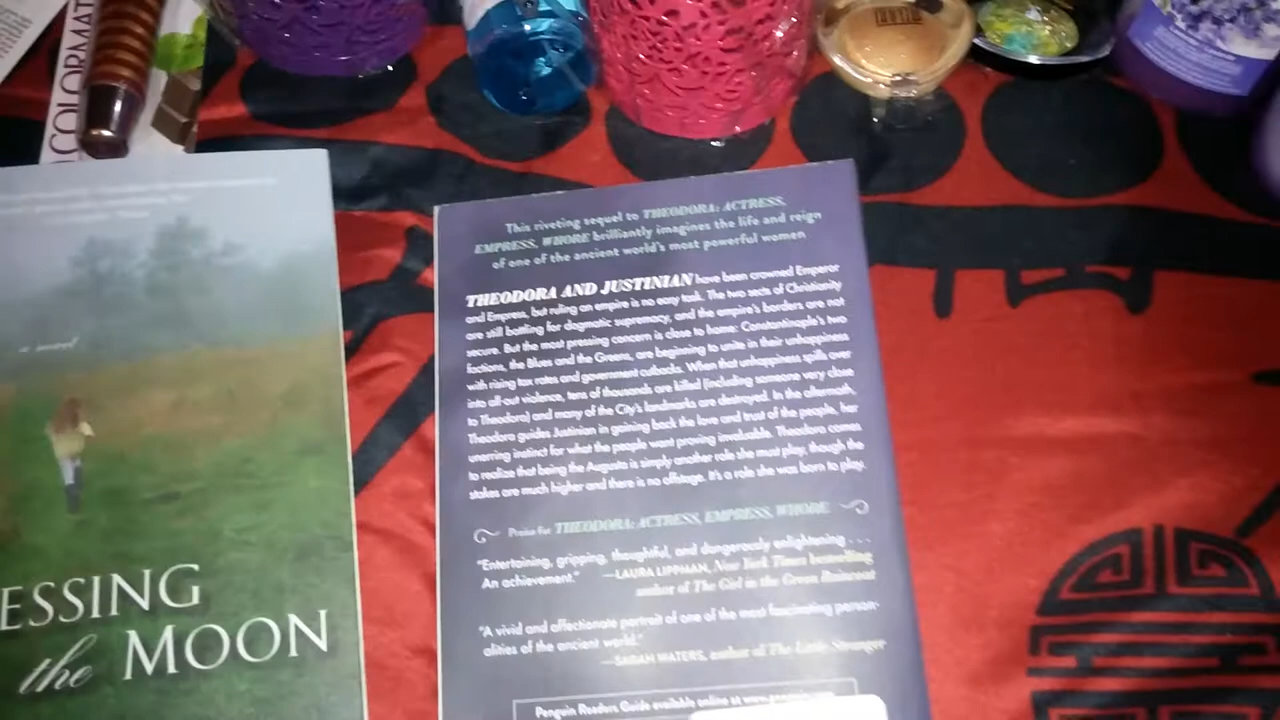 COLORMAT
a novel
ESSING
the MOON
This riveting sequel to THEODORA: ACTRESS,
EMPRESS, WHORE brilliantly imagines the life and reign
of one of the ancient world's most powerful women
THEODORA AND JUSTINIAN have been crowned Emperor
and Empress, but ruling an empire is no easy task. The two sects of Christianity
are still battling for dogmatic supremacy, and the empire's borders are not
secure. But the most pressing concern is close to home: Constantinople's two
factions, the Blues and the Greens, are beginning to unite in their unhappiness
with rising tax rates and government cutbacks. When that unhappiness spills over
into all-out violence, tens of thousands are killed (including someone very close
to Theodora) and many of the City's landmarks are destroyed. In the aftermath,
Theodora guides Justinian in gaining back the love and trust of the people, her
unerring instinct for what the people want proving invaluable. Theodora comes
to realize that being the Augusta is simply another role she must play, though the
stakes are much higher and there is no offstage. It's a role she was born to play.
Praise for THEODORA: ACTRESS, EMPRESS, WHORE
"Entertaining, gripping, thoughtful, and dangerously enlightening . . .
An achievement." —LAURA LIPPMAN, New York Times bestselling
author of The Girl in the Green Raincoat
"A vivid and affectionate portrait of one of the most fascinating person-
alities of the ancient world."
—SARAH WATERS, author of The Little Stranger
Penguin Readers Guide available online at